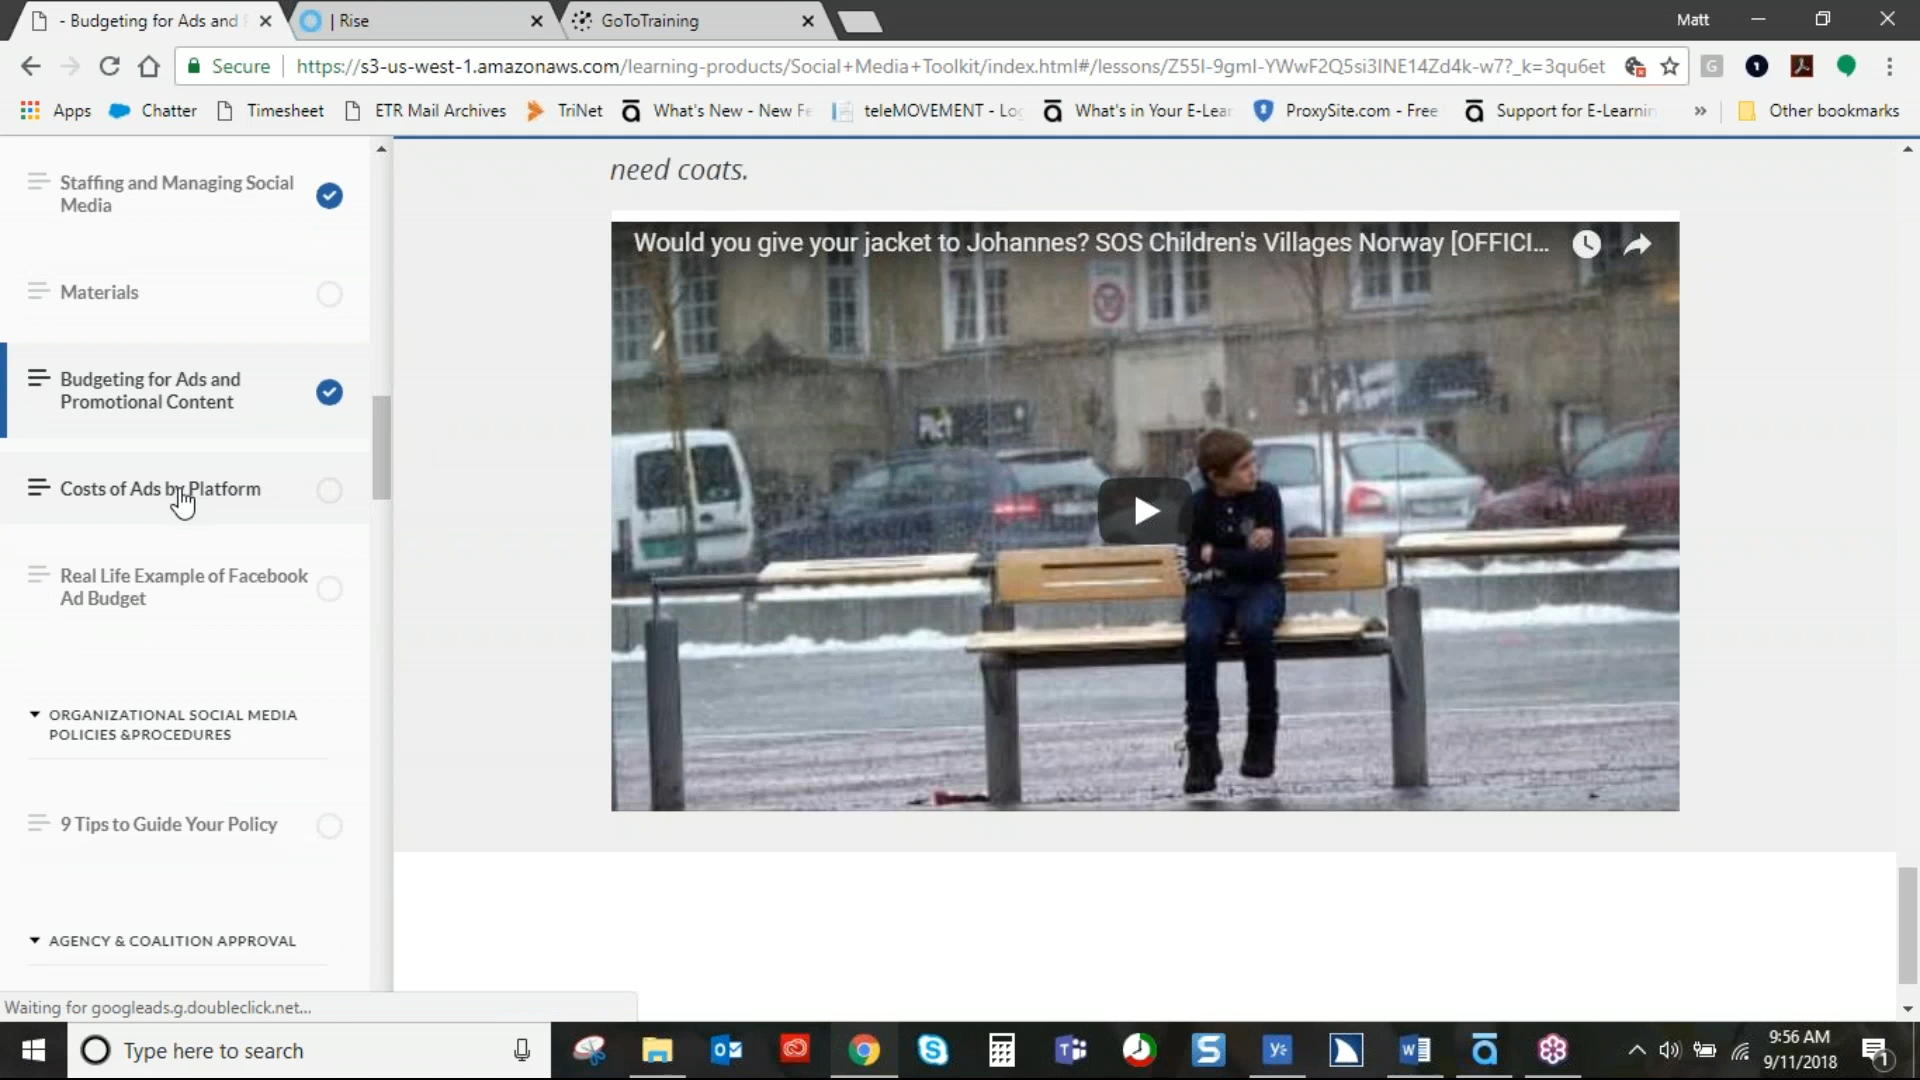 - Budgeting for Ads and
| Rise
GoToTraining
Matt
Secure
https://s3-us-west-1.amazonaws.com/learning-products/Social+Media+Toolkit/index.html#/lessons/Z55I-9gmI-YWwF2Q5si3INE14Zd4k-w7?_k=3qu6et
Apps
Chatter
Timesheet
ETR Mail Archives
TriNet
What's New - New Fe
teleMOVEMENT - Log
What's in Your E-Lear
ProxySite.com - Free
Support for E-Learnin
»
Other bookmarks
Staffing and Managing Social
Media
Materials
Budgeting for Ads and
Promotional Content
Costs of Ads by Platform
Real Life Example of Facebook
Ad Budget
ORGANIZATIONAL SOCIAL MEDIA
POLICIES &PROCEDURES
9 Tips to Guide Your Policy
AGENCY & COALITION APPROVAL
need coats.
Would you give your jacket to Johannes? SOS Children's Villages Norway [OFFICI...
Waiting for googleads.g.doubleclick.net...
Type here to search
9:56 AM
9/11/2018
1